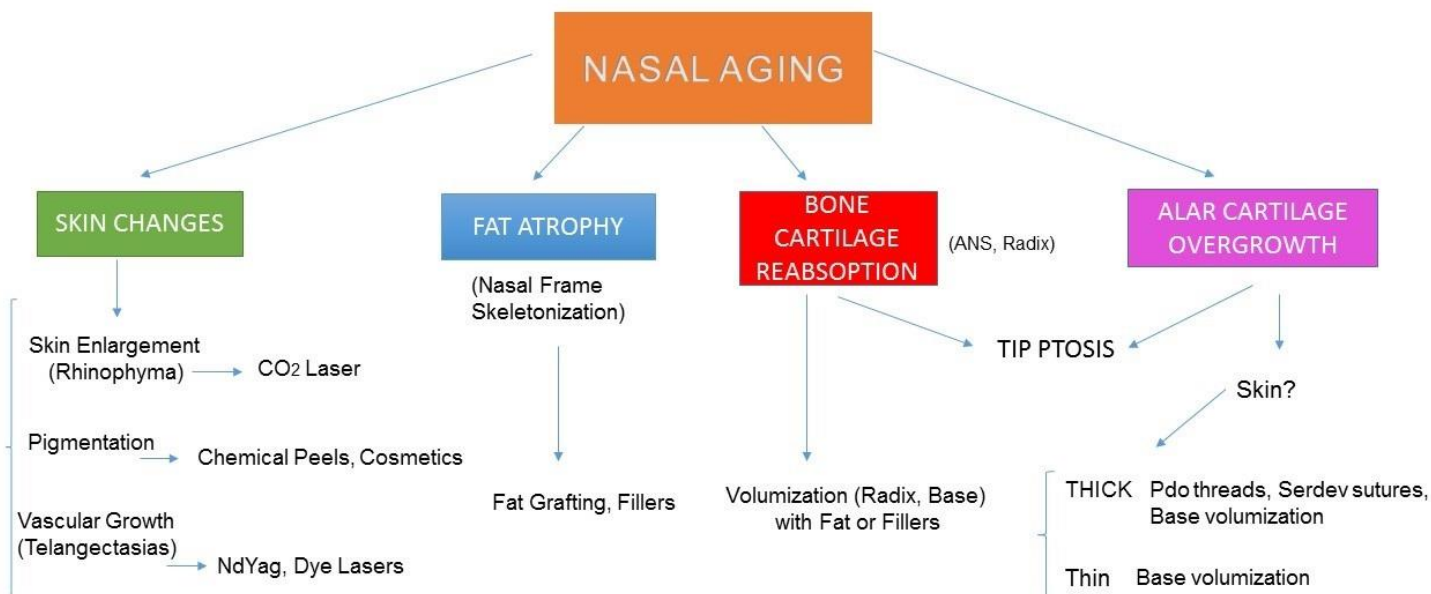 NASAL AGING
SKIN CHANGES
Skin Enlargement
(Rhinophyma)
CO2 Laser
Pigmentation
Chemical Peels, Cosmetics
Vascular Growth
(Telangectasias)
NdYag, Dye Lasers
FAT ATROPHY
(Nasal Frame
Skeletonization)
Fat Grafting, Fillers
BONE
CARTILAGE
REABSOPTION
(ANS, Radix)
Volumization (Radix, Base)
with Fat or Fillers
TIP PTOSIS
ALAR CARTILAGE
OVERGROWTH
Skin?
THICK Pdo threads, Serdev sutures,
Base volumization
Thin Base volumization